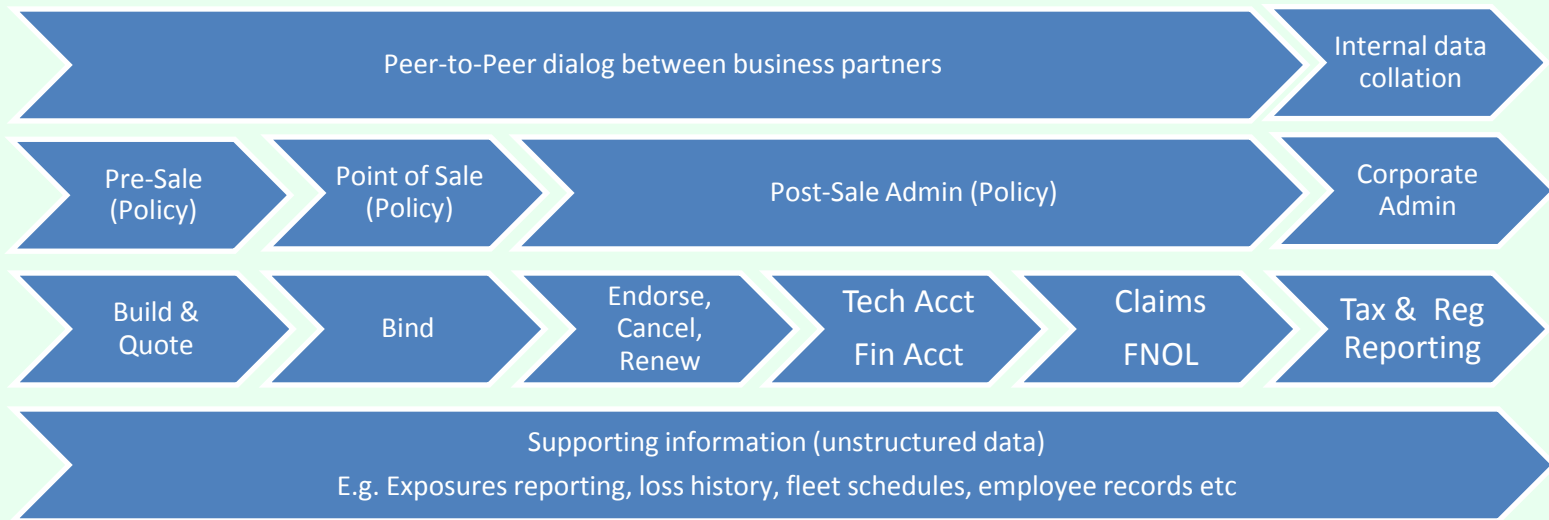 Peer-to-Peer dialog between business partners
Internal data
collation
Pre-Sale
(Policy)
Point of Sale
(Policy)
Post-Sale Admin (Policy)
Corporate
Admin
Build &
Quote
Bind
Endorse,
Cancel,
Renew
Tech Acct
Fin Acct
Claims
FNOL
Tax & Reg
Reporting
Supporting information (unstructured data)
E.g. Exposures reporting, loss history, fleet schedules, employee records etc